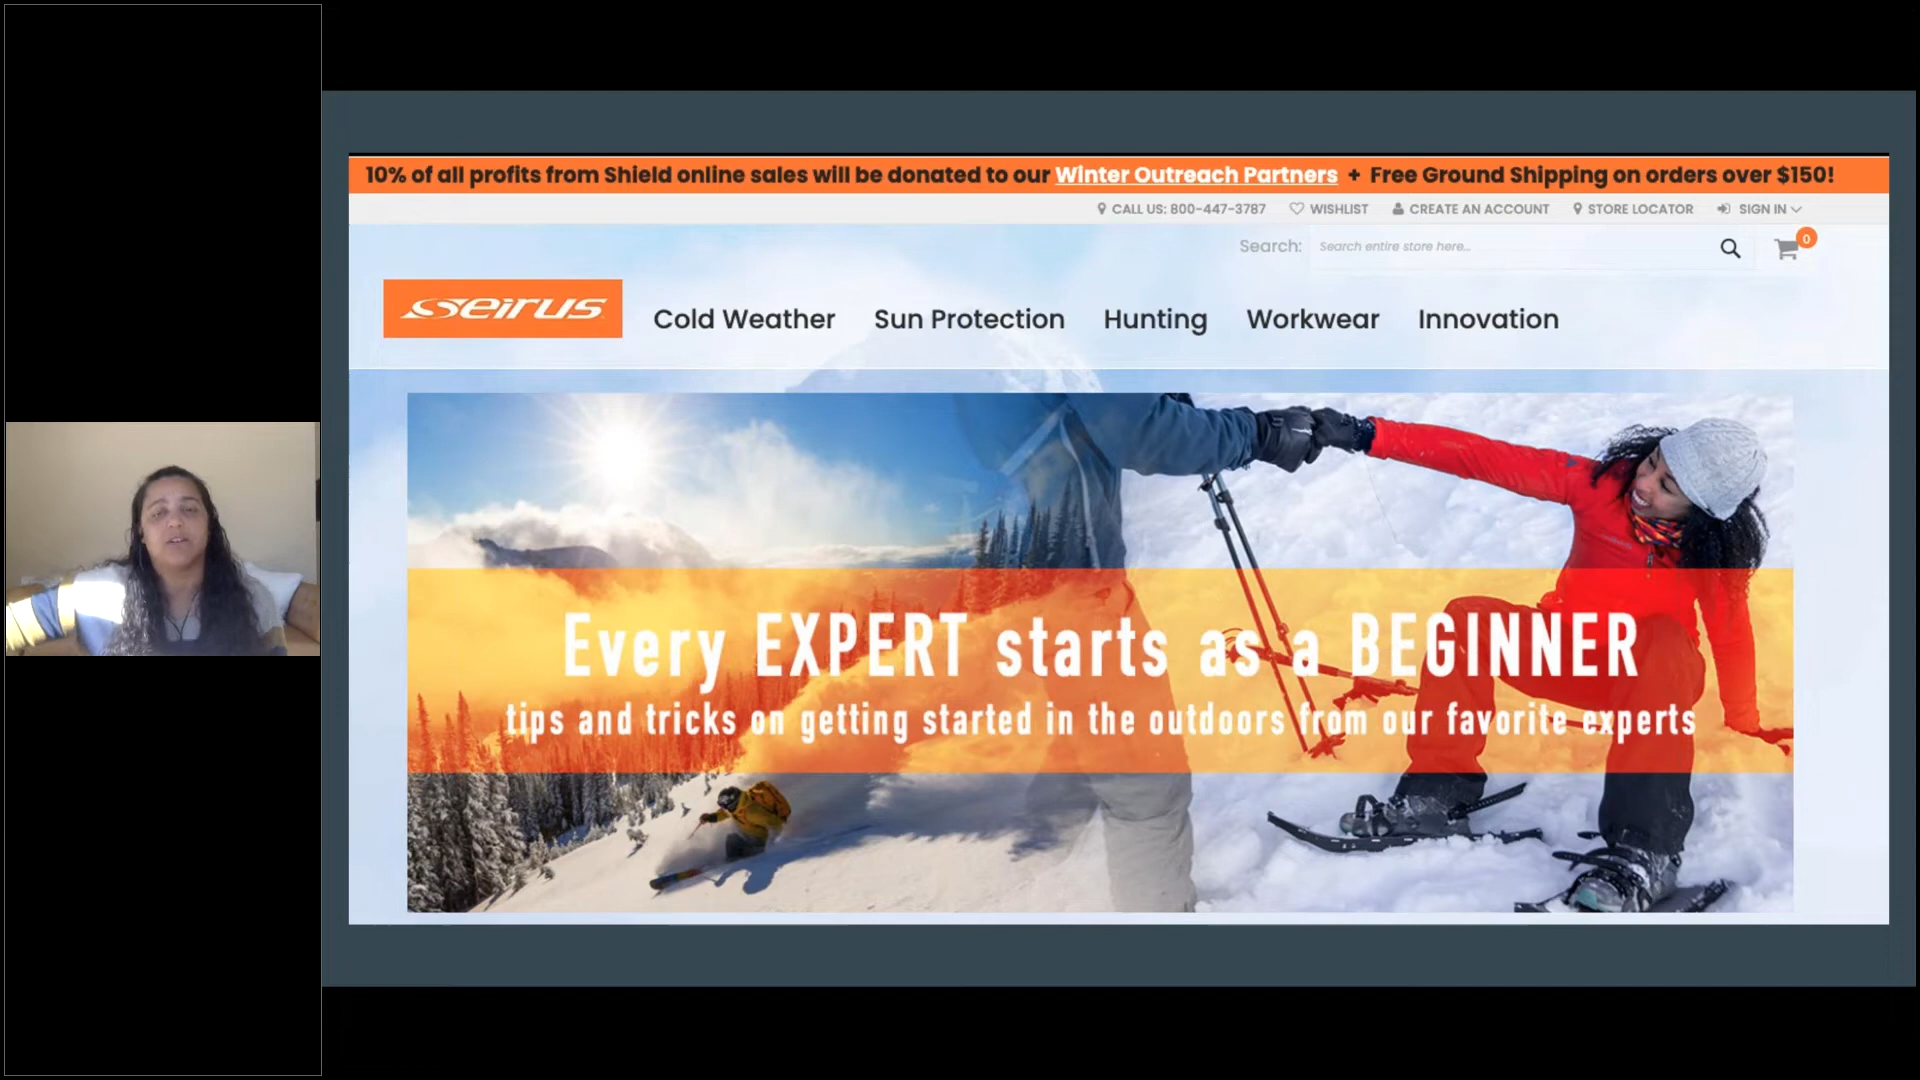 10% of all profits from Shield online sales will be donated to our Winter Outreach Partners + Free Ground Shipping on orders over $150!
CALL US: 800-447-3787 WISHLIST CREATE AN ACCOUNT STORE LOCATOR SIGN IN
Search: Search entire store here... 0
seirus Cold Weather Sun Protection Hunting Workwear Innovation
Every EXPERT starts as a BEGINNER
tips and tricks on getting started in the outdoors from our favorite experts